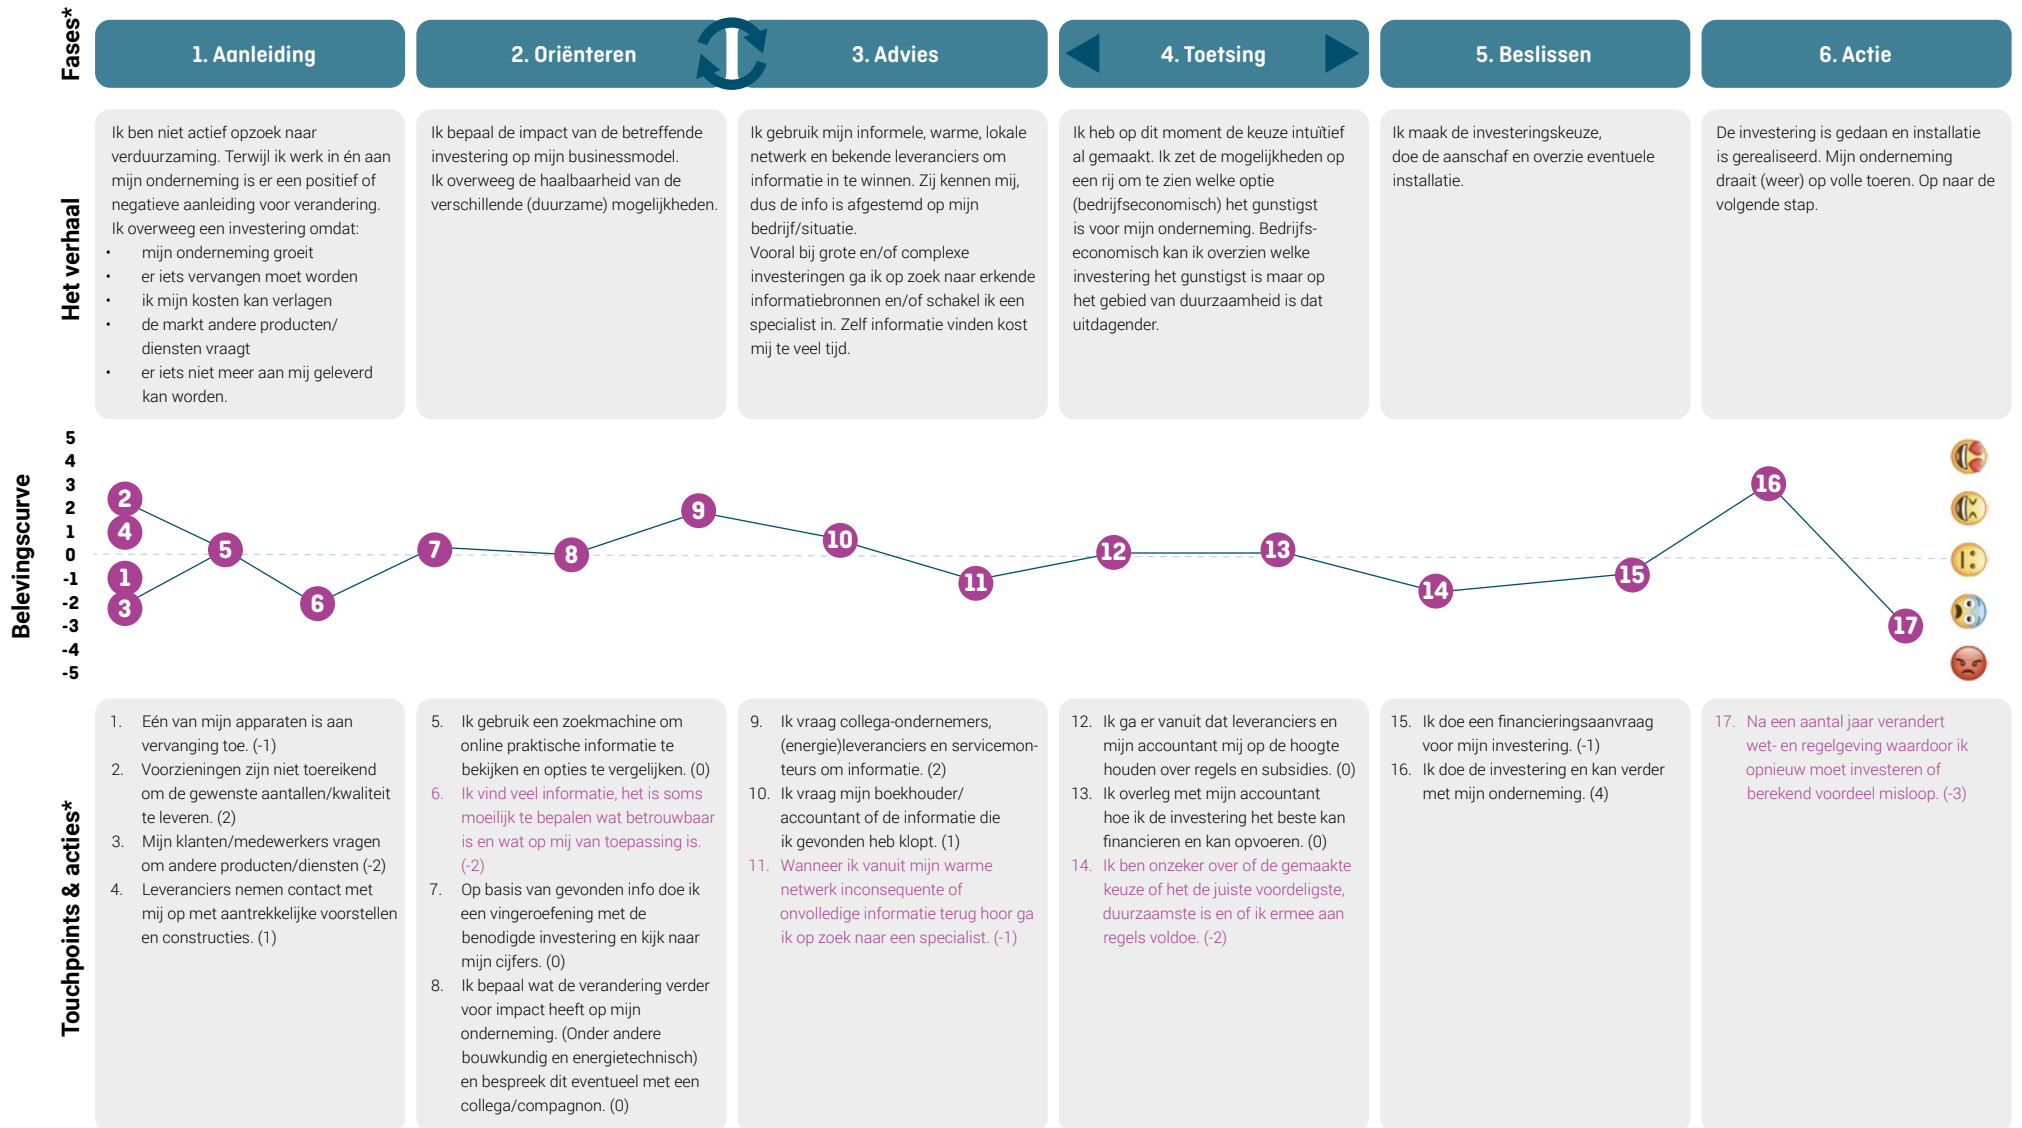 Fases*
1. Aanleiding
2. Oriënteren
3. Advies
4. Toetsing
5. Beslissen
6. Actie
Het verhaal
Ik ben niet actief opzoek naar
verduurzaming. Terwijl ik werk in én aan
mijn onderneming is er een positief of
negatieve aanleiding voor verandering.
Ik overweeg een investering omdat:
• mijn onderneming groeit
• er iets vervangen moet worden
• ik mijn kosten kan verlagen
• de markt andere producten/
diensten vraagt
• er iets niet meer aan mij geleverd
kan worden.
Ik bepaal de impact van de betreffende
investering op mijn businessmodel.
Ik overweeg de haalbaarheid van de
verschillende (duurzame) mogelijkheden.
Ik gebruik mijn informele, warme, lokale
netwerk en bekende leveranciers om
informatie in te winnen. Zij kennen mij,
dus de info is afgestemd op mijn
bedrijf/situatie.
Vooral bij grote en/of complexe
investeringen ga ik op zoek naar erkende
informatiebronnen en/of schakel ik een
specialist in. Zelf informatie vinden kost
mij te veel tijd.
Ik heb op dit moment de keuze intuïtief
al gemaakt. Ik zet de mogelijkheden op
een rij om te zien welke optie
(bedrijfseconomisch) het gunstigst
is voor mijn onderneming. Bedrijfs-
economisch kan ik overzien welke
investering het gunstigst is maar op
het gebied van duurzaamheid is dat
uitdagender.
Ik maak de investeringskeuze,
doe de aanschaf en overzie eventuele
installatie.
De investering is gedaan en installatie
is gerealiseerd. Mijn onderneming
draait (weer) op volle toeren. Op naar de
volgende stap.
Belevingscurve
5
4
3
2
1
0
-1
-2
-3
-4
-5
2
4
1
3
5
6
7
8
9
10
11
12
13
14
15
16
17
Touchpoints & acties*
1. Eén van mijn apparaten is aan
vervanging toe. (-1)
2. Voorzieningen zijn niet toereikend
om de gewenste aantallen/kwaliteit
te leveren. (2)
3. Mijn klanten/medewerkers vragen
om andere producten/diensten (-2)
4. Leveranciers nemen contact met
mij op met aantrekkelijke voorstellen
en constructies. (1)
5. Ik gebruik een zoekmachine om
online praktische informatie te
bekijken en opties te vergelijken. (0)
6. Ik vind veel informatie, het is soms
moeilijk te bepalen wat betrouwbaar
is en wat op mij van toepassing is.
(-2)
7. Op basis van gevonden info doe ik
een vingeroefening met de
benodigde investering en kijk naar
mijn cijfers. (0)
8. Ik bepaal wat de verandering verder
voor impact heeft op mijn
onderneming. (Onder andere
bouwkundig en energietechnisch)
en bespreek dit eventueel met een
collega/compagnon. (0)
9. Ik vraag collega-ondernemers,
(energie)leveranciers en servicemon-
teurs om informatie. (2)
10. Ik vraag mijn boekhouder/
accountant of de informatie die
ik gevonden heb klopt. (1)
11. Wanneer ik vanuit mijn warme
netwerk inconsequente of
onvolledige informatie terug hoor ga
ik op zoek naar een specialist. (-1)
12. Ik ga er vanuit dat leveranciers en
mijn accountant mij op de hoogte
houden over regels en subsidies. (0)
13. Ik overleg met mijn accountant
hoe ik de investering het beste kan
financieren en kan opvoeren. (0)
14. Ik ben onzeker over of de gemaakte
keuze of het de juiste voordeligste,
duurzaamste is en of ik ermee aan
regels voldoe. (-2)
15. Ik doe een financieringsaanvraag
voor mijn investering. (-1)
16. Ik doe de investering en kan verder
met mijn onderneming. (4)
17. Na een aantal jaar verandert
wet- en regelgeving waardoor ik
opnieuw moet investeren of
berekend voordeel misloop. (-3)